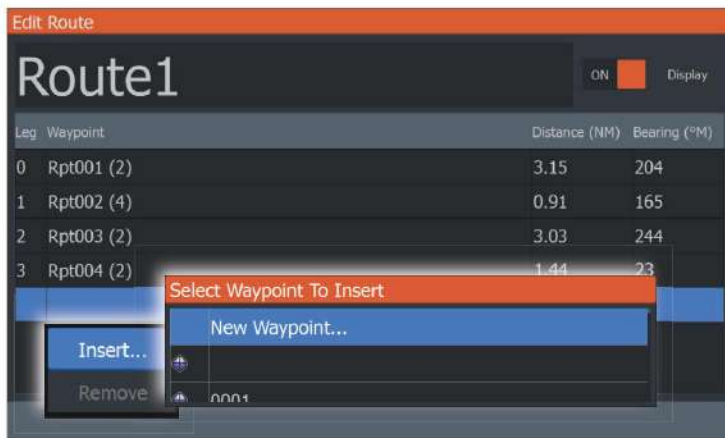 Edit Route
Route1
ON Display
Leg Waypoint Distance (NM) Bearing (°M)
0 Rpt001 (2) 3.15 204
1 Rpt002 (4) 0.91 165
2 Rpt003 (2) 3.03 244
3 Rpt004 (2) 1.44 23
Select Waypoint To Insert
New Waypoint...
Insert...
Remove
0001